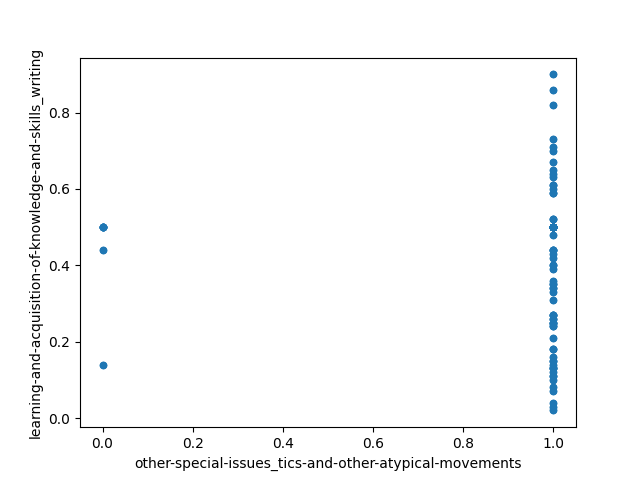 learning-and-acquisition-of-knowledge-and-skills_writing
0.8
0.6
0.4
0.2
0.0
0.0 0.2 0.4 0.6 0.8 1.0
other-special-issues_tics-and-other-atypical-movements